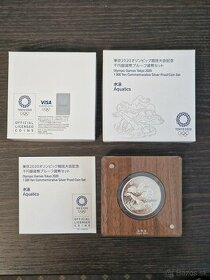 TOKYO 2020
OFFICIAL
LICENSED
COINS
VISA
東京2020オリンピック競技大会記念
千円銀貨幣プルーフ貨幣セット
Olympic Games Tokyo 2020
1000 Yen Commemorative Silver Proof Coin Set
水泳
Aquatics
TOKYO 2020
東京2020オリンピック競技大会記念
千円銀貨幣プルーフ貨幣セット
Olympic Games Tokyo 2020
1000 Yen Commemorative Silver Proof Coin Set
水泳
Aquatics
TOKYO 2020